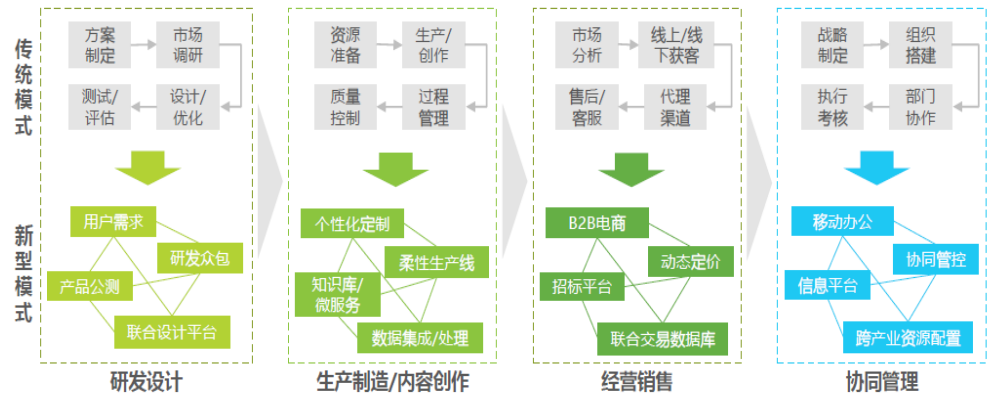 传统模式
方案
制定
市场
调研
测试/
评估
设计/
优化
资源
准备
生产/
创作
质量
控制
过程
管理
市场
分析
线上/线
下获客
售后/
客服
代理
渠道
战略
制定
组织
搭建
执行
考核
部门
协作
新型模式
用户需求
研发众包
产品公测
联合设计平台
个性化定制
柔性生产线
知识库/
微服务
数据集成/处理
B2B电商
动态定价
招标平台
联合交易数据库
移动办公
协同管控
信息平台
跨产业资源配置
研发设计
生产制造/内容创作
经营销售
协同管理